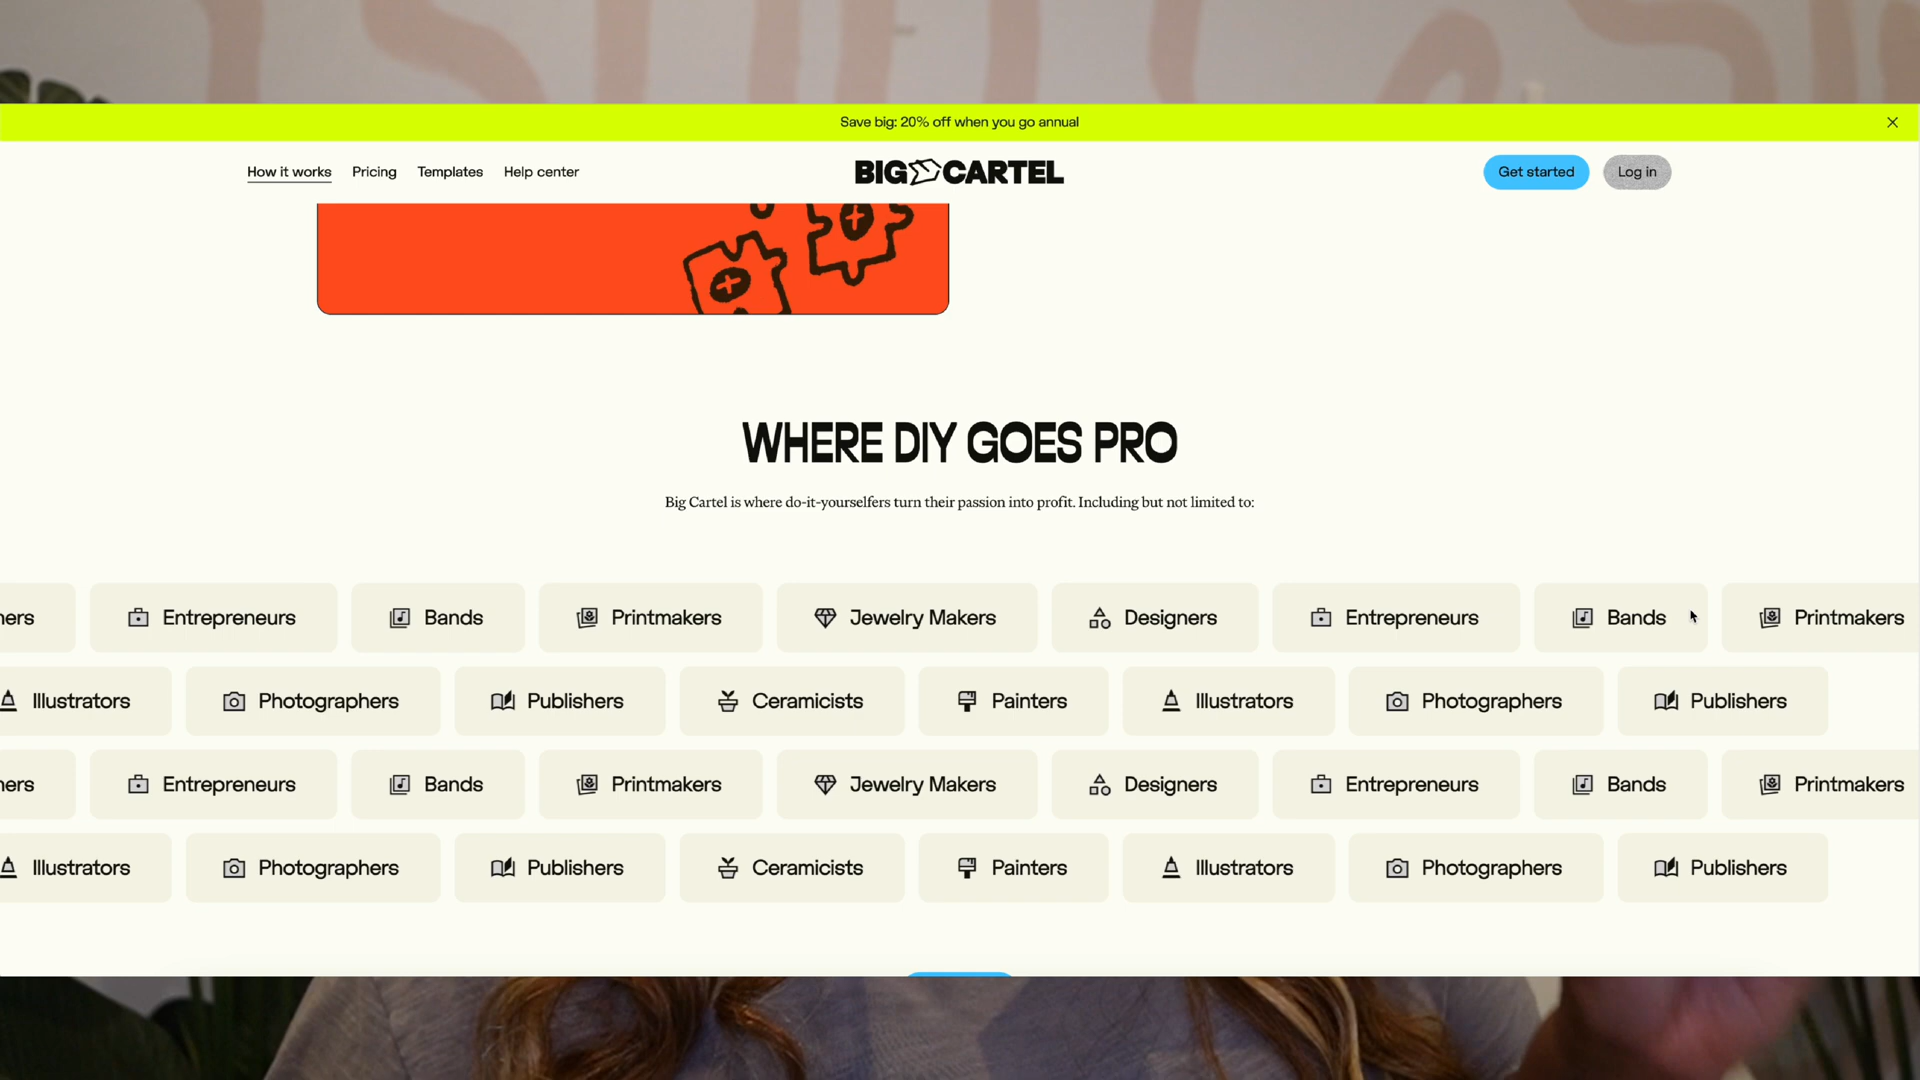 Save big: 20% off when you go annual
How it works Pricing Templates Help center BIG CARTEL Get started Log in
WHERE DIY GOES PRO
Big Cartel is where do-it-yourselfers turn their passion into profit. Including but not limited to:
Entrepreneurs Bands Printmakers Jewelry Makers Designers Entrepreneurs Bands Printmakers
Illustrators Photographers Publishers Ceramicists Painters Illustrators Photographers Publishers
Entrepreneurs Bands Printmakers Jewelry Makers Designers Entrepreneurs Bands Printmakers
Illustrators Photographers Publishers Ceramicists Painters Illustrators Photographers Publishers